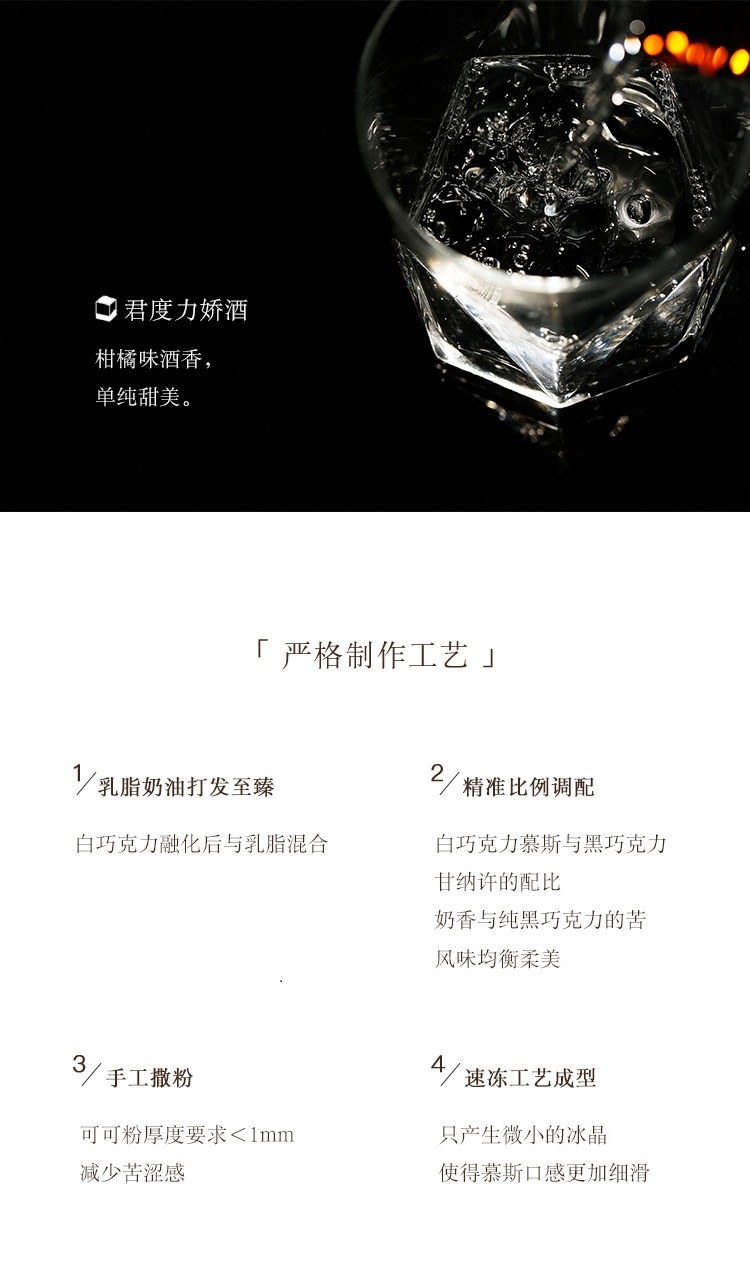 君度力娇酒
柑橘味酒香，
单纯甜美。
「 严格制作工艺 」
1/乳脂奶油打发至臻
白巧克力融化后与乳脂混合
2/精准比例调配
白巧克力慕斯与黑巧克力
甘纳许的配比
奶香与纯黑巧克力的苦
风味均衡柔美
3/手工撒粉
可可粉厚度要求＜1mm
减少苦涩感
4/速冻工艺成型
只产生微小的冰晶
使得慕斯口感更加细滑